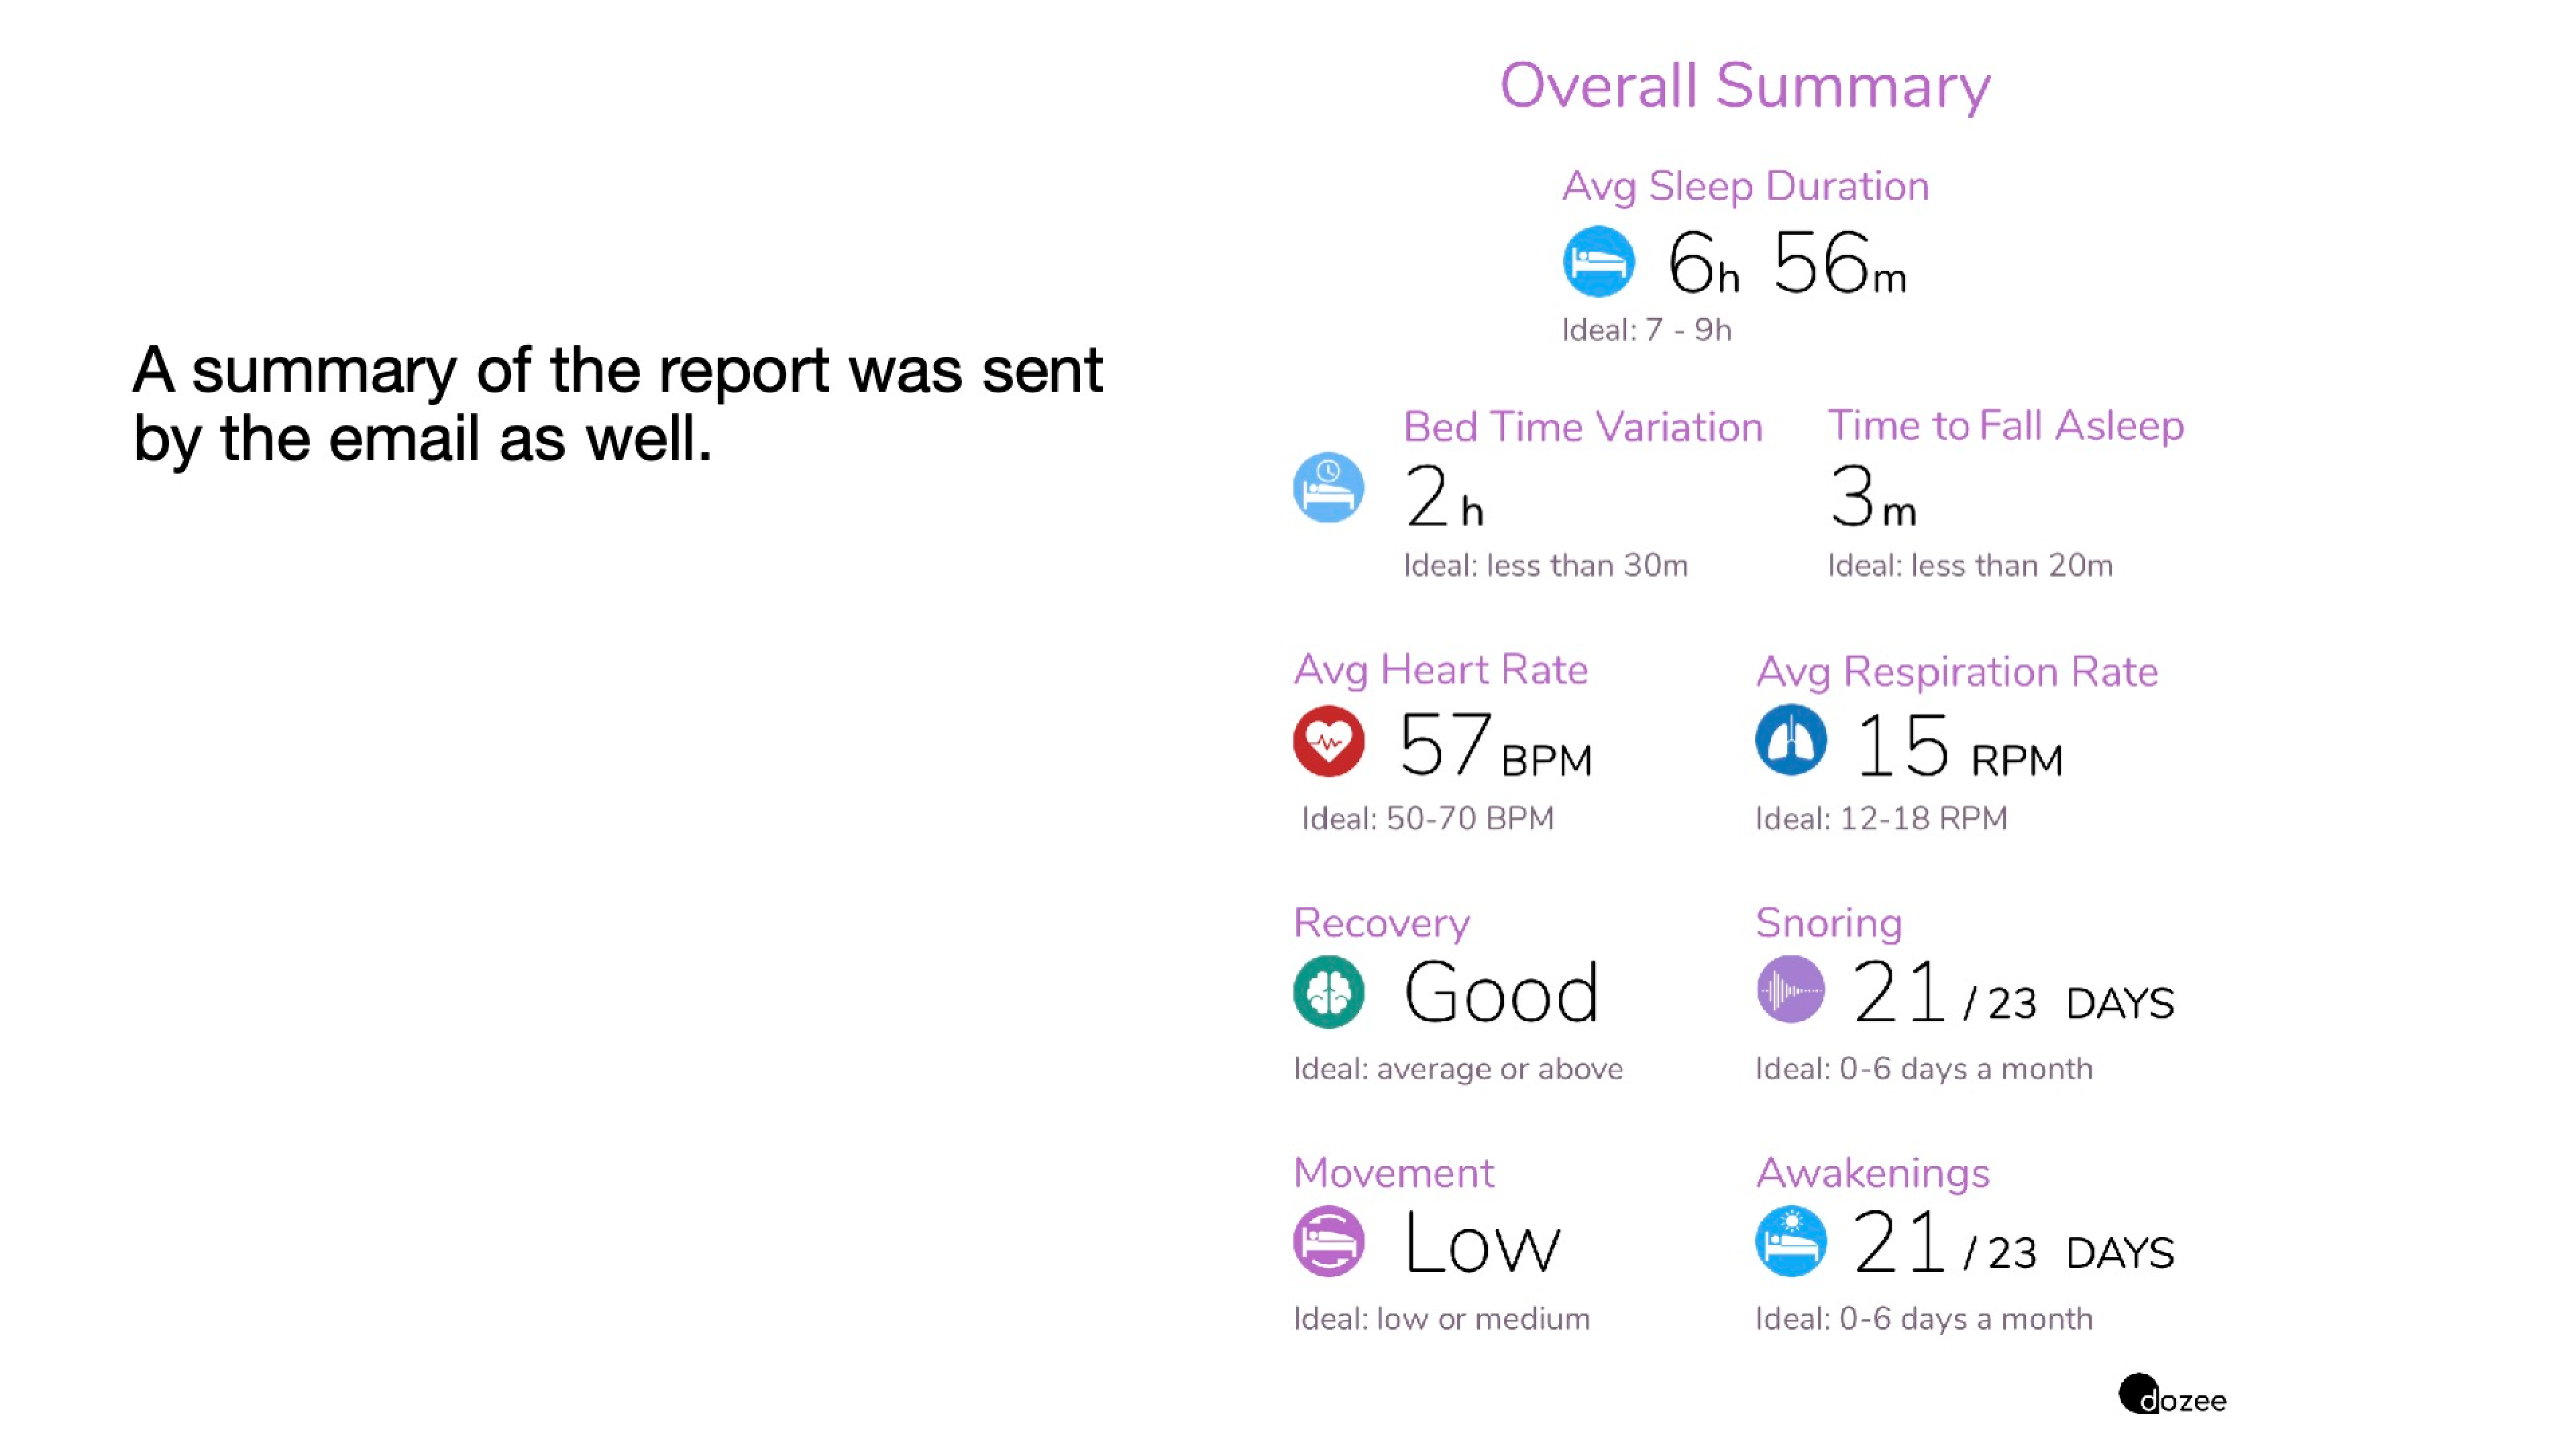 A summary of the report was sent
by the email as well.
Overall Summary
Avg Sleep Duration
6h 56m
Ideal: 7 - 9h
Bed Time Variation
2 h
Ideal: less than 30m
Time to Fall Asleep
3 m
Ideal: less than 20m
Avg Heart Rate
57 BPM
Ideal: 50-70 BPM
Avg Respiration Rate
15 RPM
Ideal: 12-18 RPM
Recovery
Good
Ideal: average or above
Snoring
21 / 23 DAYS
Ideal: 0-6 days a month
Movement
Low
Ideal: low or medium
Awakenings
21 / 23 DAYS
Ideal: 0-6 days a month
dozee